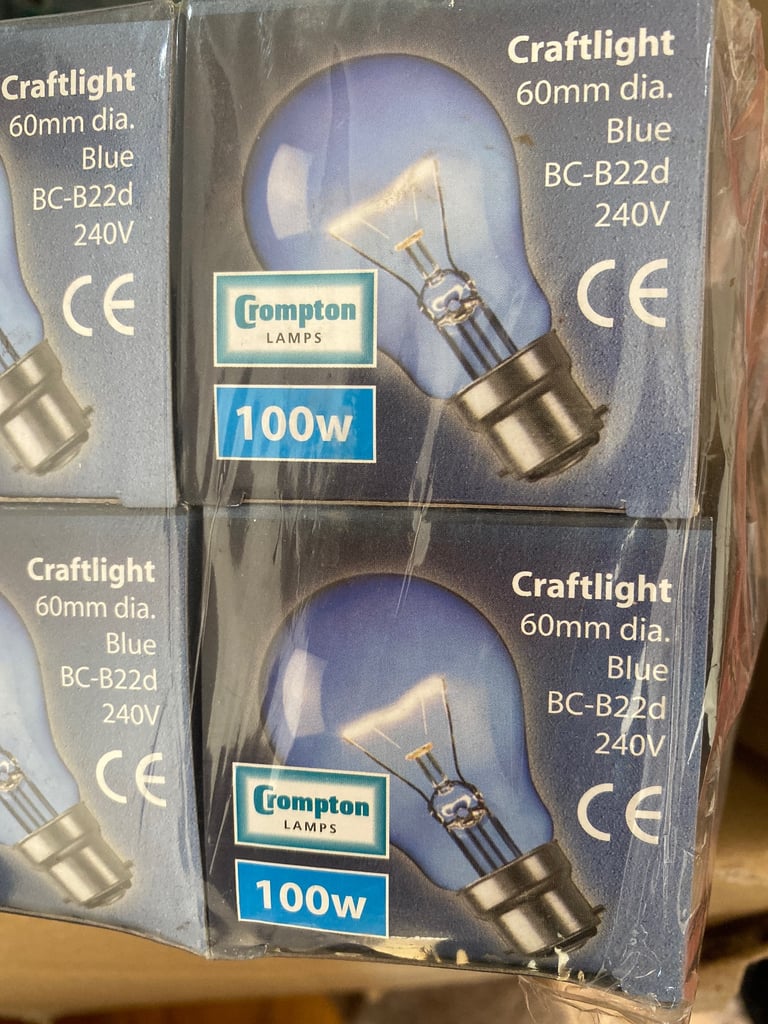 Craftlight
60mm dia.
Blue
BC-B22d
240V
CE
Craftlight
60mm dia.
Blue
BC-B22d
240V
CE
Crompton
LAMPS
100w
Craftlight
60mm dia.
Blue
BC-B22d
240V
CE
Craftlight
60mm dia.
Blue
BC-B22d
240V
CE
Crompton
LAMPS
100w